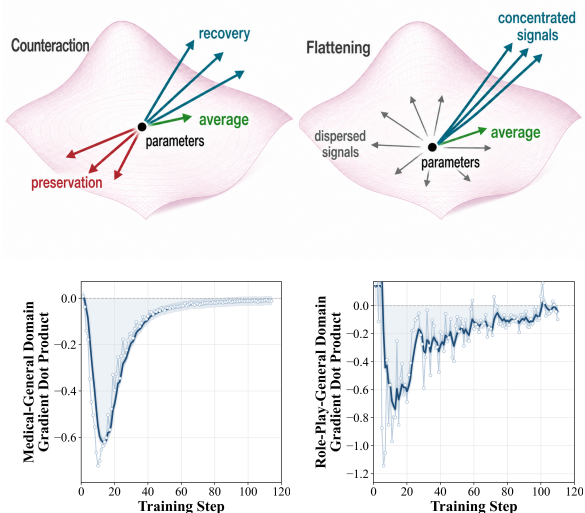 Counteraction
recovery
average
parameters
preservation
Flattening
concentrated
signals
dispersed
signals
average
parameters
Medical-General Domain
Gradient Dot Product
0.0
−0.2
−0.4
−0.6
0 20 40 60 80 100 120
Training Step
Role-Play-General Domain
Gradient Dot Product
0.0
−0.2
−0.4
−0.6
−0.8
−1.0
−1.2
0 20 40 60 80 100 120
Training Step